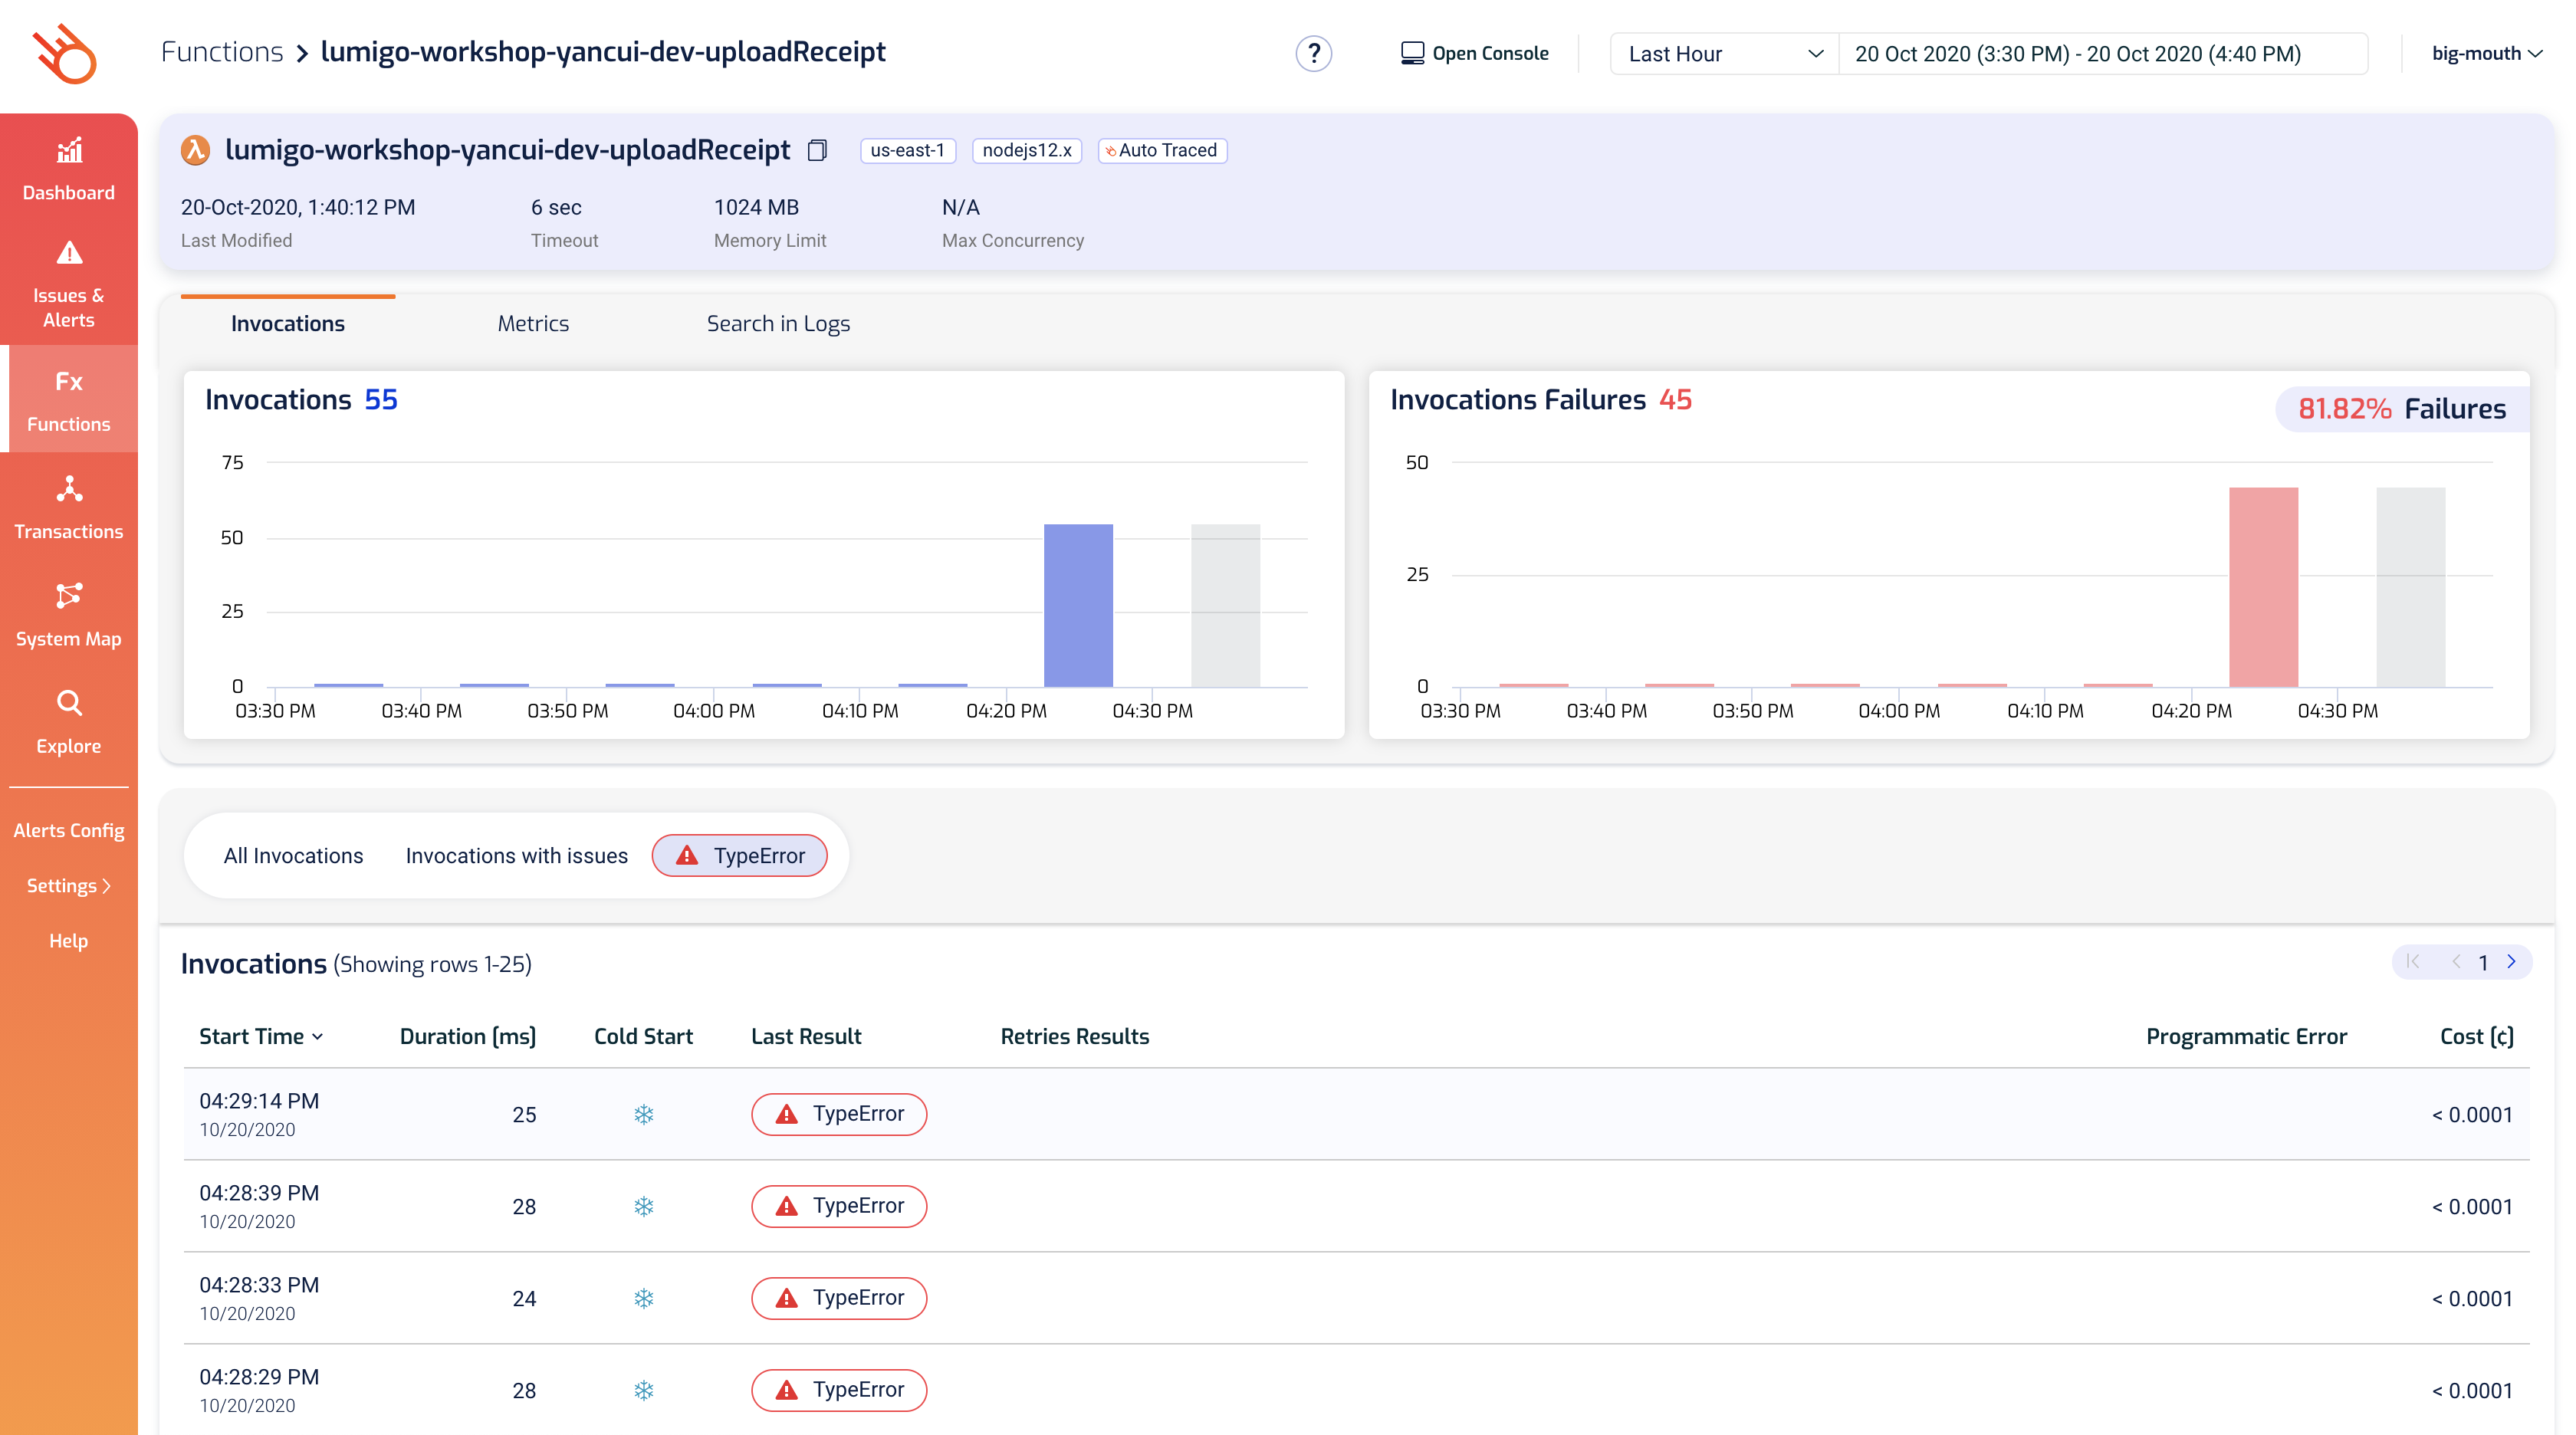 Functions > lumigo-workshop-yancui-dev-uploadReceipt
?
Open Console
Last Hour
20 Oct 2020 (3:30 PM) - 20 Oct 2020 (4:40 PM)
big-mouth
Dashboard
Issues &
Alerts
Fx
Functions
Transactions
System Map
Explore
Alerts Config
Settings >
Help
λ lumigo-workshop-yancui-dev-uploadReceipt
us-east-1
nodejs12.x
Auto Traced
20-Oct-2020, 1:40:12 PM
Last Modified
6 sec
Timeout
1024 MB
Memory Limit
N/A
Max Concurrency
Invocations
Metrics
Search in Logs
Invocations 55
75
50
25
0
03:30 PM 03:40 PM 03:50 PM 04:00 PM 04:10 PM 04:20 PM 04:30 PM
Invocations Failures 45
81.82% Failures
50
25
0
03:30 PM 03:40 PM 03:50 PM 04:00 PM 04:10 PM 04:20 PM 04:30 PM
All Invocations
Invocations with issues
TypeError
Invocations (Showing rows 1-25)
1
Start Time Duration [ms] Cold Start Last Result Retries Results Programmatic Error Cost [¢]
04:29:14 PM
10/20/2020
25
TypeError
< 0.0001
04:28:39 PM
10/20/2020
28
TypeError
< 0.0001
04:28:33 PM
10/20/2020
24
TypeError
< 0.0001
04:28:29 PM
10/20/2020
28
TypeError
< 0.0001